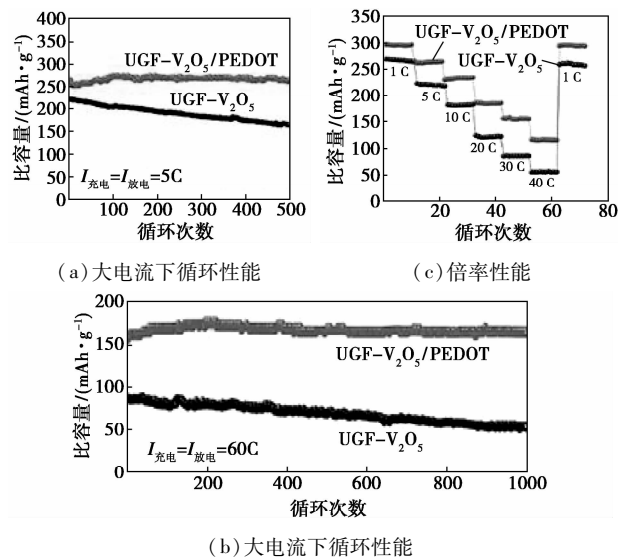 400
350
300
250
200
150
100
50
0
比容量/(mAh·g⁻¹)
UGF-V₂O₅/PEDOT
UGF-V₂O₅
I充电=I放电=5C
100 200 300 400 500
循环次数
(a)大电流下循环性能
350
300
250
200
150
100
50
0
比容量/(mAh·g⁻¹)
UGF-V₂O₅/PEDOT
UGF-V₂O₅
1 C
5 C
10 C
20 C
30 C
40 C
1 C
0 20 40 60 80
循环次数
(c)倍率性能
200
150
100
50
0
比容量/(mAh·g⁻¹)
UGF-V₂O₅/PEDOT
UGF-V₂O₅
I充电=I放电=60C
200 400 600 800 1000
循环次数
(b)大电流下循环性能